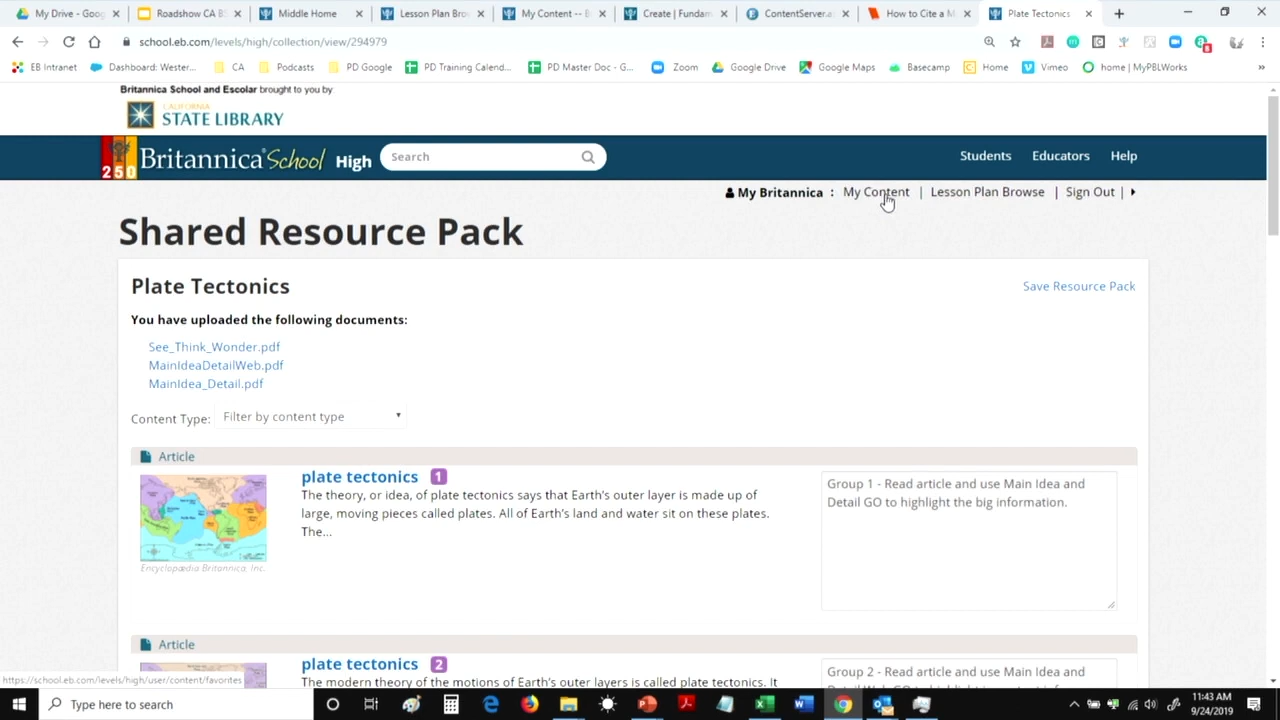 My Drive - Goog
Roadshow CA BS
Middle Home
Lesson Plan Bro
My Content -- B
Create | Fundam
ContentServer.a
How to Cite a M
Plate Tectonics
school.eb.com/levels/high/collection/view/294979
EB Intranet
Dashboard: Wester...
CA
Podcasts
PD Google
PD Training Calend...
PD Master Doc - G...
Zoom
Google Drive
Google Maps
Basecamp
Home
Vimeo
home | MyPBLWorks
»
Britannica School and Escolar brought to you by
CALIFORNIA
STATE LIBRARY
250
Britannica School High
Search
Students
Educators
Help
My Britannica : My Content | Lesson Plan Browse | Sign Out |
Shared Resource Pack
Plate Tectonics
Save Resource Pack
You have uploaded the following documents:
See_Think_Wonder.pdf
MainIdeaDetailWeb.pdf
MainIdea_Detail.pdf
Content Type: Filter by content type
Article
plate tectonics 1
The theory, or idea, of plate tectonics says that Earth's outer layer is made up of
large, moving pieces called plates. All of Earth's land and water sit on these plates.
The...
Encyclopædia Britannica, Inc.
Group 1 - Read article and use Main Idea and
Detail GO to highlight the big information.
Article
plate tectonics 2
The modern theory of the motions of Earth's outer layers is called plate tectonics. It
Group 2 - Read article and use Main Idea and
https://school.eb.com/levels/high/user/content/favorites
Type here to search
11:43 AM
9/24/2019